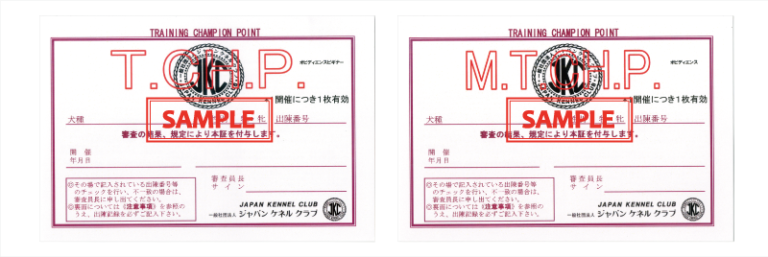 TRAINING CHAMPION POINT
T.CH.P.
JKC
JAPAN KENNEL CLUB
オビディエンスビギナー
開催につき1枚有効
犬種
牝 出陳番号
SAMPLE
審査の結果、規定により本証を付与します。
開催
年月日
審査員長
サイン
◎その場で記入されている出陳番号等
のチェックを行い、不一致の場合は、
審査員長に申し出てください。
◎裏面については《注意事項》を参照の
うえ、出陳記録を必ずご記入下さい。
JAPAN KENNEL CLUB
一般社団法人 ジャパン ケネル クラブ
JKC
TRAINING CHAMPION POINT
M.T.CH.P.
JKC
JAPAN KENNEL CLUB
オビディエンス
開催につき1枚有効
犬種
牝 出陳番号
SAMPLE
審査の結果、規定により本証を付与します。
開催
年月日
審査員長
サイン
◎その場で記入されている出陳番号等
のチェックを行い、不一致の場合は、
審査員長に申し出てください。
◎裏面については《注意事項》を参照の
うえ、出陳記録を必ずご記入下さい。
JAPAN KENNEL CLUB
一般社団法人 ジャパン ケネル クラブ
JKC